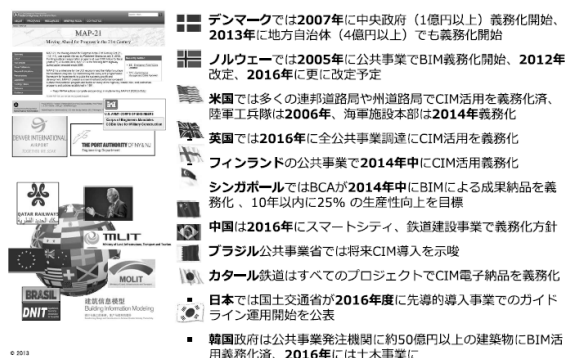 MAP-21
Moving Ahead for Progress in the 21st Century
U.S. ARMY CORPS OF ENGINEERS
DENVER INTERNATIONAL
AIRPORT
THE PORT AUTHORITY OF NY & NJ
QATAR RAILWAYS
MLIT
Ministry of Land, Infrastructure, Transport and Tourism
MOLIT
BRASIL
DNIT
建筑信息模型
Building Information Modeling
© 2013
デンマークでは2007年に中央政府（1億円以上）義務化開始、
2013年に地方自治体（4億円以上）でも義務化開始
ノルウェーでは2005年に公共事業でBIM義務化開始、2012年
改定、2016年に更に改定予定
米国では多くの連邦道路局や州道路局でCIM活用を義務化済、
陸軍工兵隊は2006年、海軍施設本部は2014年義務化
英国では2016年に全公共事業調達にCIM活用を義務化
フィンランドの公共事業で2014年中にCIM活用義務化
シンガポールではBCAが2014年中にBIMによる成果納品を義
務化 、10年以内に25% の生産性向上を目標
中国は2016年にスマートシティ、鉄道建設事業で義務化方針
ブラジル公共事業省では将来CIM導入を示唆
カタール鉄道はすべてのプロジェクトでCIM電子納品を義務化
日本では国土交通省が2016年度に先導的導入事業でのガイド
ライン運用開始を公表
韓国政府は公共事業発注機関に約50億円以上の建築物にBIM活
用義務化済、2016年には土木事業に